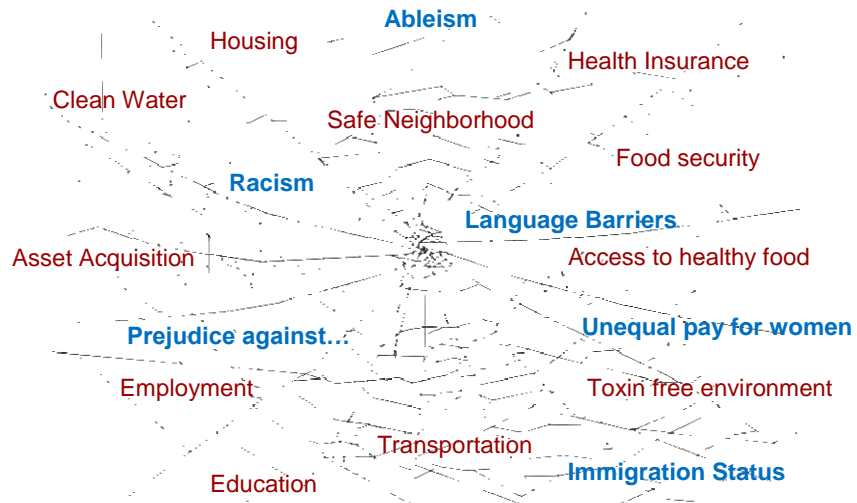 Ableism
Housing
Health Insurance
Clean Water
Safe Neighborhood
Food security
Racism
Language Barriers
Asset Acquisition
Access to healthy food
Prejudice against…
Unequal pay for women
Employment
Toxin free environment
Transportation
Education
Immigration Status